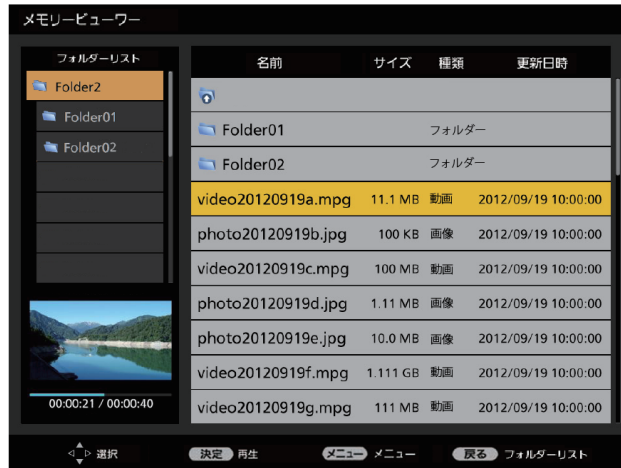 メモリービューワー
フォルダーリスト
Folder2
Folder01
Folder02
00:00:21 / 00:00:40
名前 サイズ 種類 更新日時
Folder01 フォルダー
Folder02 フォルダー
video20120919a.mpg 11.1 MB 動画 2012/09/19 10:00:00
photo20120919b.jpg 100 KB 画像 2012/09/19 10:00:00
video20120919c.mpg 100 MB 動画 2012/09/19 10:00:00
photo20120919d.jpg 1.11 MB 画像 2012/09/19 10:00:00
photo20120919e.jpg 10.0 MB 画像 2012/09/19 10:00:00
video20120919f.mpg 1.111 GB 動画 2012/09/19 10:00:00
video20120919g.mpg 111 MB 動画 2012/09/19 10:00:00
選択 決定 再生 メニュー メニュー 戻る フォルダーリスト